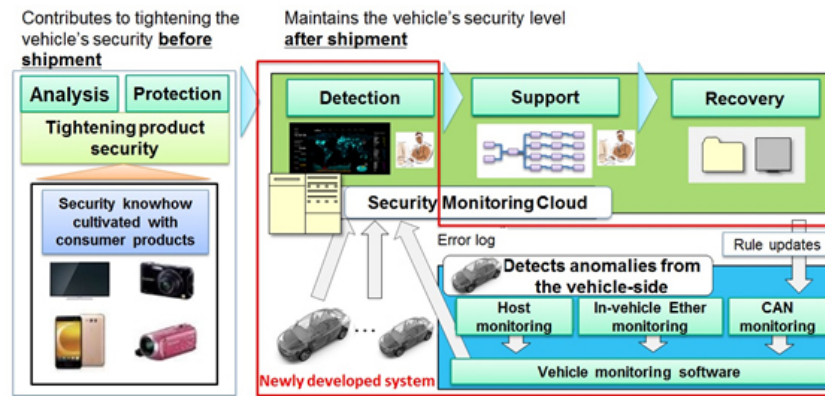 Contributes to tightening the
vehicle's security before
shipment
Maintains the vehicle's security level
after shipment
Analysis
Protection
Tightening product
security
Security knowhow
cultivated with
consumer products
Detection
Support
Recovery
Security Monitoring Cloud
Error log
Rule updates
Detects anomalies from
the vehicle-side
Host
monitoring
In-vehicle Ether
monitoring
CAN
monitoring
Vehicle monitoring software
...
Newly developed system